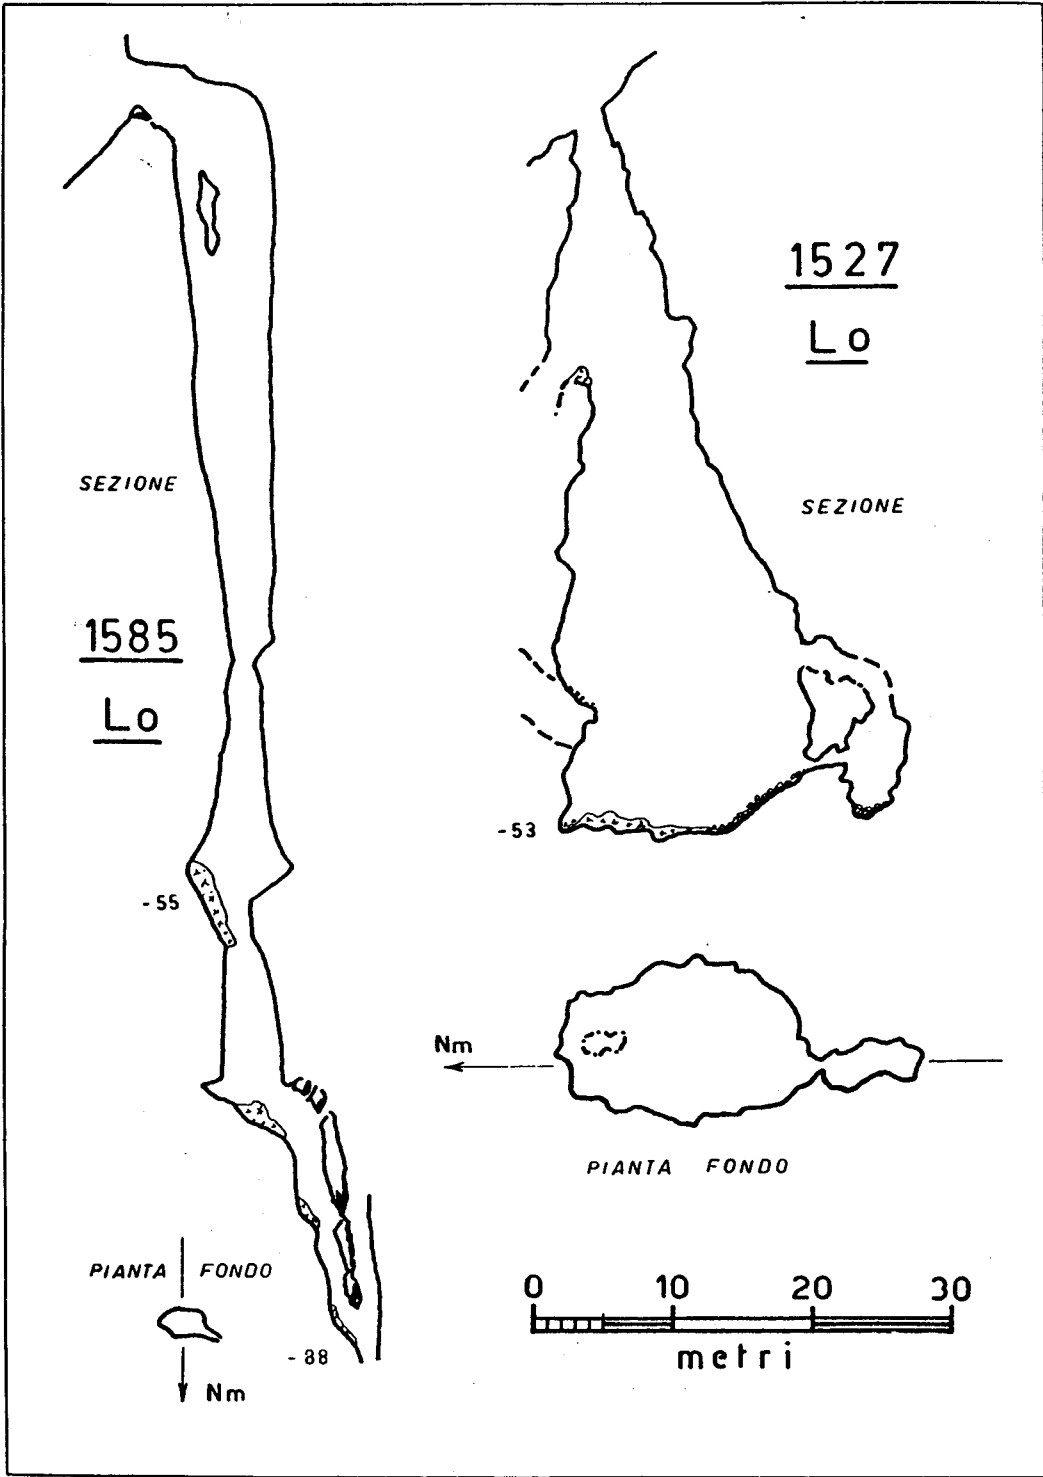 SEZIONE
1585
Lo
-55
PIANTA FONDO
-88
Nm
1527
Lo
SEZIONE
-53
Nm
PIANTA FONDO
0 10 20 30
metri